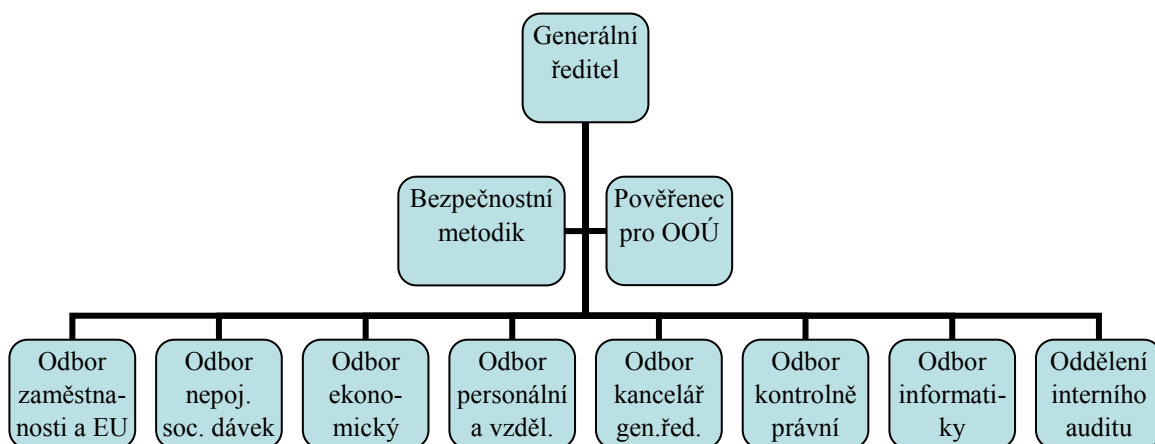 Generální
ředitel
Bezpečnostní
metodik
Pověřenec
pro OOÚ
Odbor
zaměstna-
nosti a EU
Odbor
nepoj.
soc. dávek
Odbor
ekono-
mický
Odbor
personální
a vzděl.
Odbor
kancelář
gen.řed.
Odbor
kontrolně
právní
Odbor
informati-
ky
Oddělení
interního
auditu